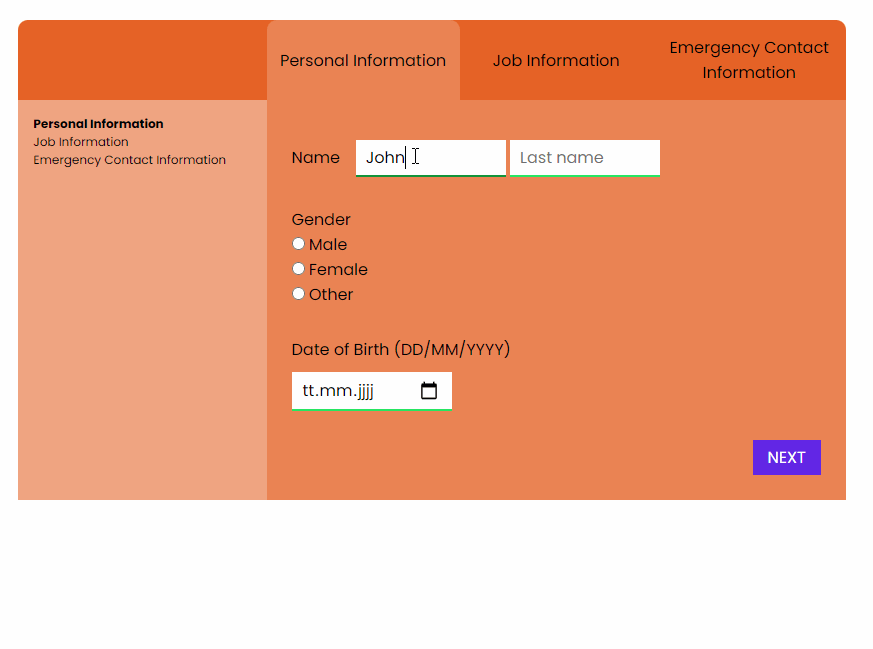 Personal Information
Job Information
Emergency Contact
Information
Personal Information
Job Information
Emergency Contact Information
Name John Last name
Gender
Male
Female
Other
Date of Birth (DD/MM/YYYY)
tt.mm.jjjj
NEXT